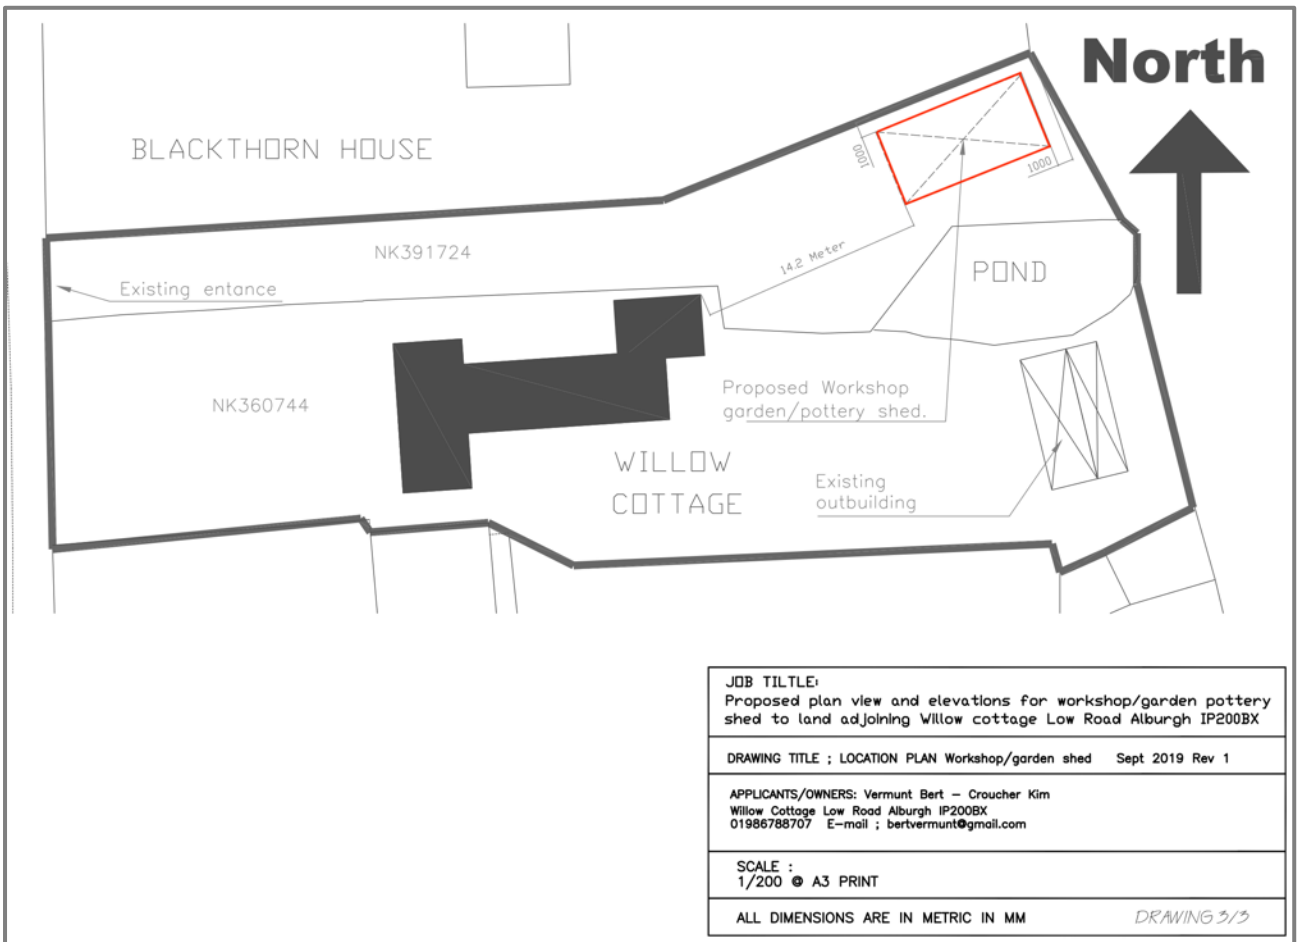 North
BLACKTHORN HOUSE
1000
1000
NK391724
14.2 Meter
POND
Existing entance
Proposed Workshop
garden/pottery shed.
NK360744
WILLOW
COTTAGE
Existing
outbuilding
JOB TILTLE:
Proposed plan view and elevations for workshop/garden pottery
shed to land adjoining Willow cottage Low Road Alburgh IP200BX
DRAWING TITLE ; LOCATION PLAN Workshop/garden shed Sept 2019 Rev 1
APPLICANTS/OWNERS: Vermunt Bert – Croucher Kim
Willow Cottage Low Road Alburgh IP200BX
01986788707 E–mail ; bertvermunt@gmail.com
SCALE :
1/200 @ A3 PRINT
ALL DIMENSIONS ARE IN METRIC IN MM DRAWING 3/3